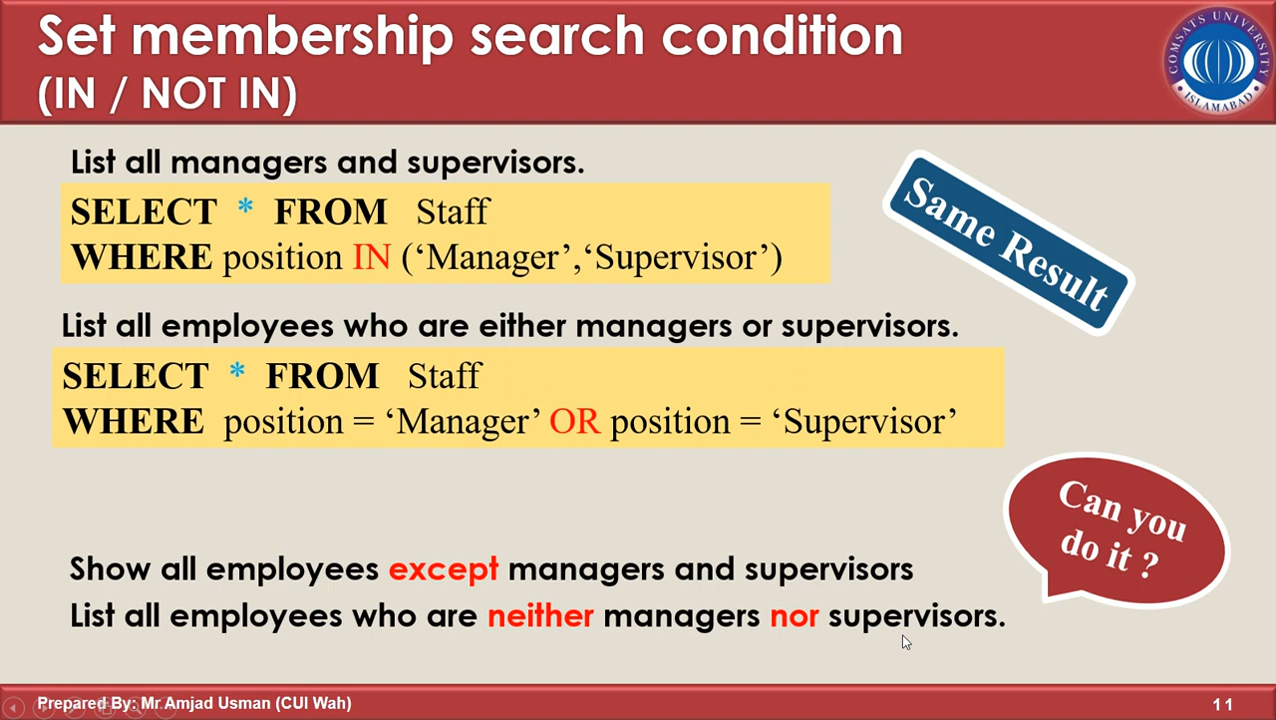 Set membership search condition
(IN / NOT IN)
COMSATS UNIVERSITY
ISLAMABAD
List all managers and supervisors.
SELECT * FROM Staff
WHERE position IN (‘Manager’,‘Supervisor’)
Same Result
List all employees who are either managers or supervisors.
SELECT * FROM Staff
WHERE position = ‘Manager’ OR position = ‘Supervisor’
Can you
do it ?
Show all employees except managers and supervisors
List all employees who are neither managers nor supervisors.
Prepared By: Mr.Amjad Usman (CUI Wah)
11